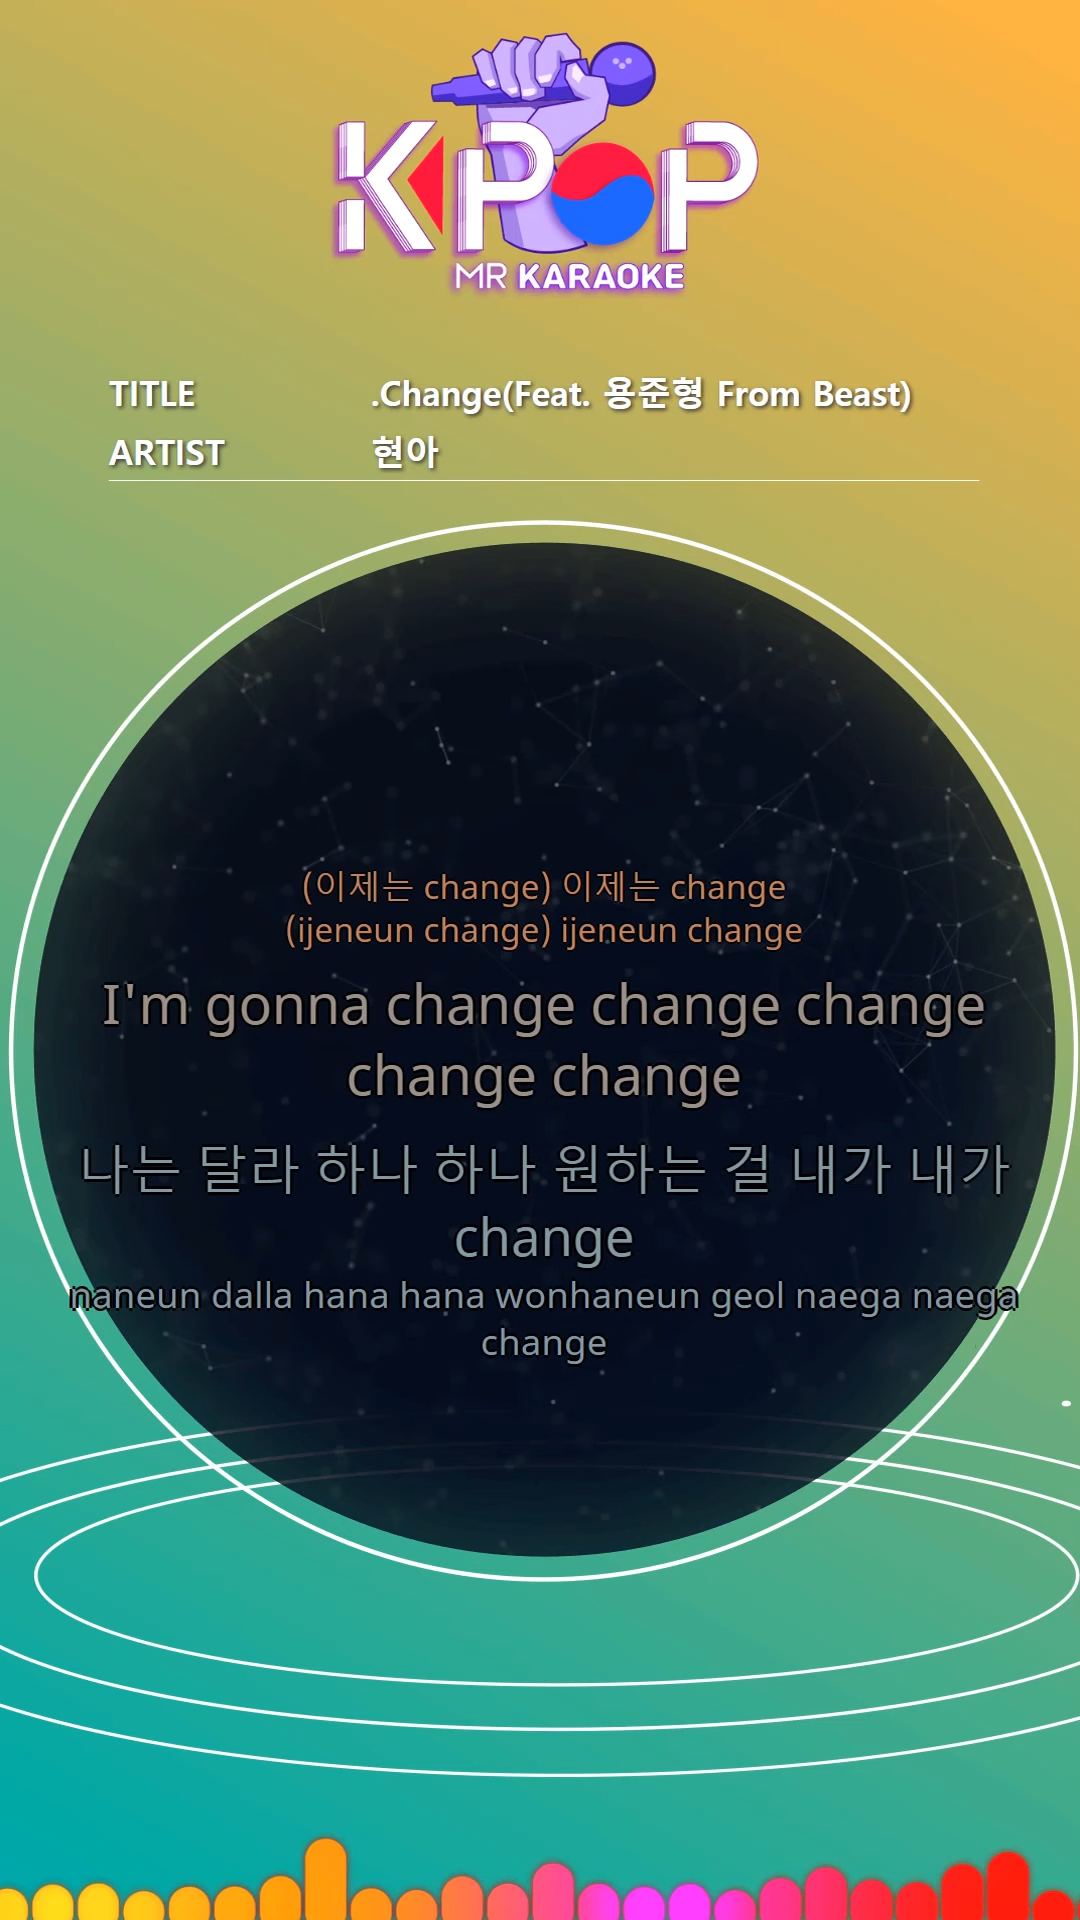 KPOP
MR KARAOKE
TITLE .Change(Feat. 용준형 From Beast)
ARTIST 현아
(이제는 change) 이제는 change
(ijeneun change) ijeneun change
I'm gonna change change change
change change
나는 달라 하나 하나 원하는 걸 내가 내가
change
naneun dalla hana hana wonhaneun geol naega naega
change